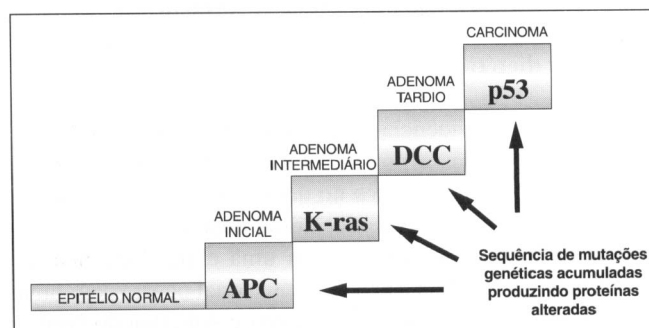 CARCINOMA
p53
ADENOMA
TARDIO
DCC
ADENOMA
INTERMEDIÁRIO
K-ras
ADENOMA
INICIAL
APC
EPITÉLIO NORMAL
Sequência de mutações
genéticas acumuladas
produzindo proteínas
alteradas